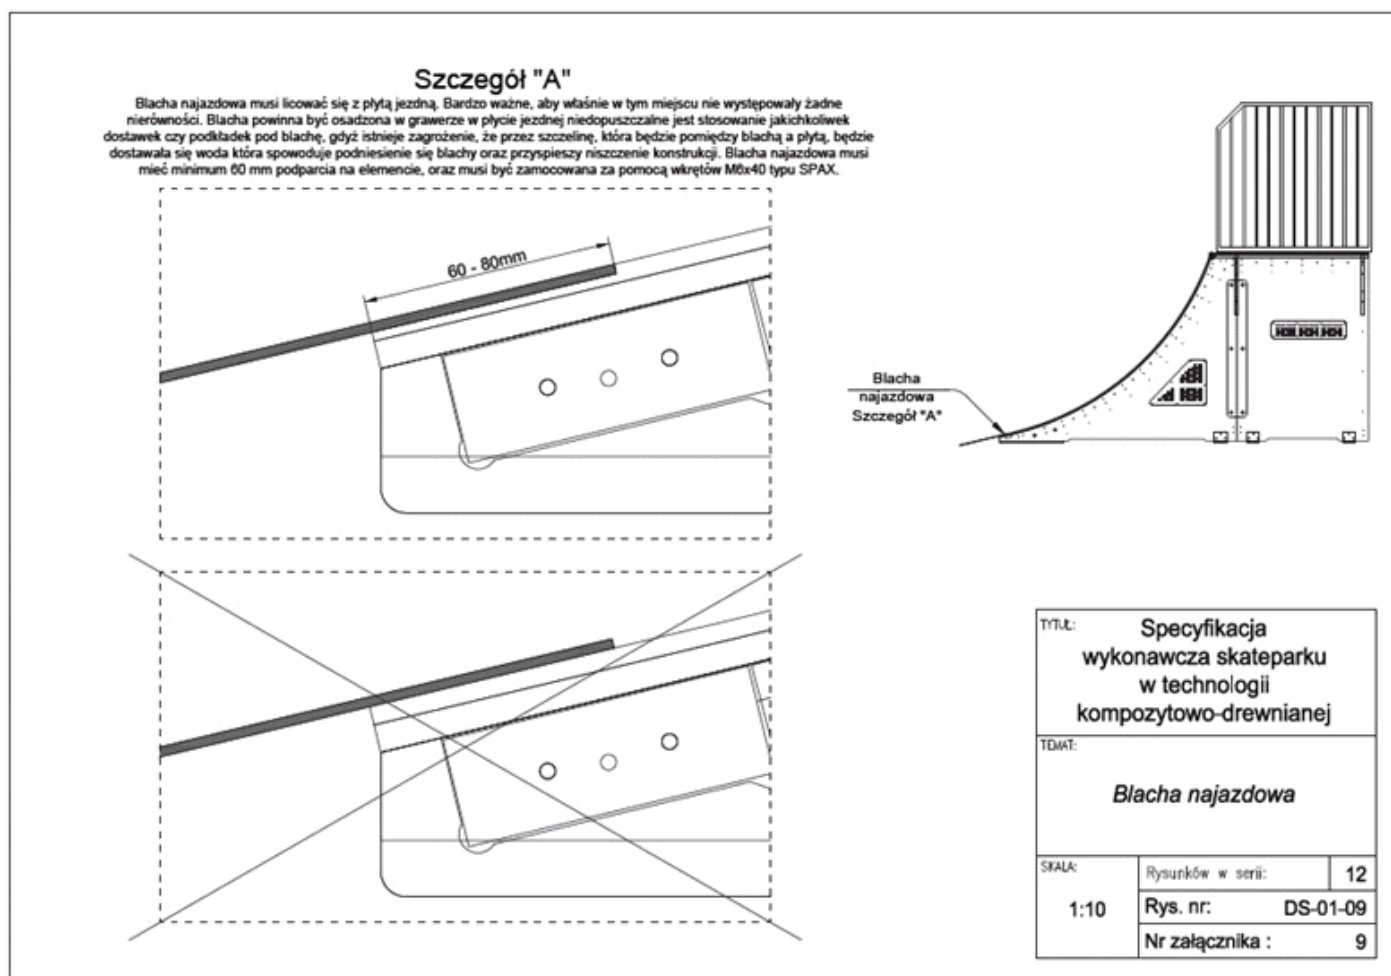 Szczegół "A"
Blacha najazdowa musi licować się z płytą jezdną. Bardzo ważne, aby właśnie w tym miejscu nie występowały żadne
nierówności. Blacha powinna być osadzona w grawerze w płycie jezdnej niedopuszczalne jest stosowanie jakichkoliwek
dostawek czy podkładek pod blachę, gdyż istnieje zagrożenie, że przez szczelinę, która będzie pomiędzy blachą a płytą, będzie
dostawała się woda która spowoduje podniesienie się blachy oraz przyspieszy niszczenie konstrukcji. Blacha najazdowa musi
mieć minimum 60 mm podparcia na elemencie, oraz musi być zamocowana za pomocą wkrętów M6x40 typu SPAX.
60 - 80mm
Blacha
najazdowa
Szczegół "A"
TYTUŁ:
Specyfikacja
wykonawcza skateparku
w technologii
kompozytowo-drewnianej
TEMAT:
Blacha najazdowa
SKALA:
1:10
Rysunków w serii: 12
Rys. nr: DS-01-09
Nr załącznika : 9